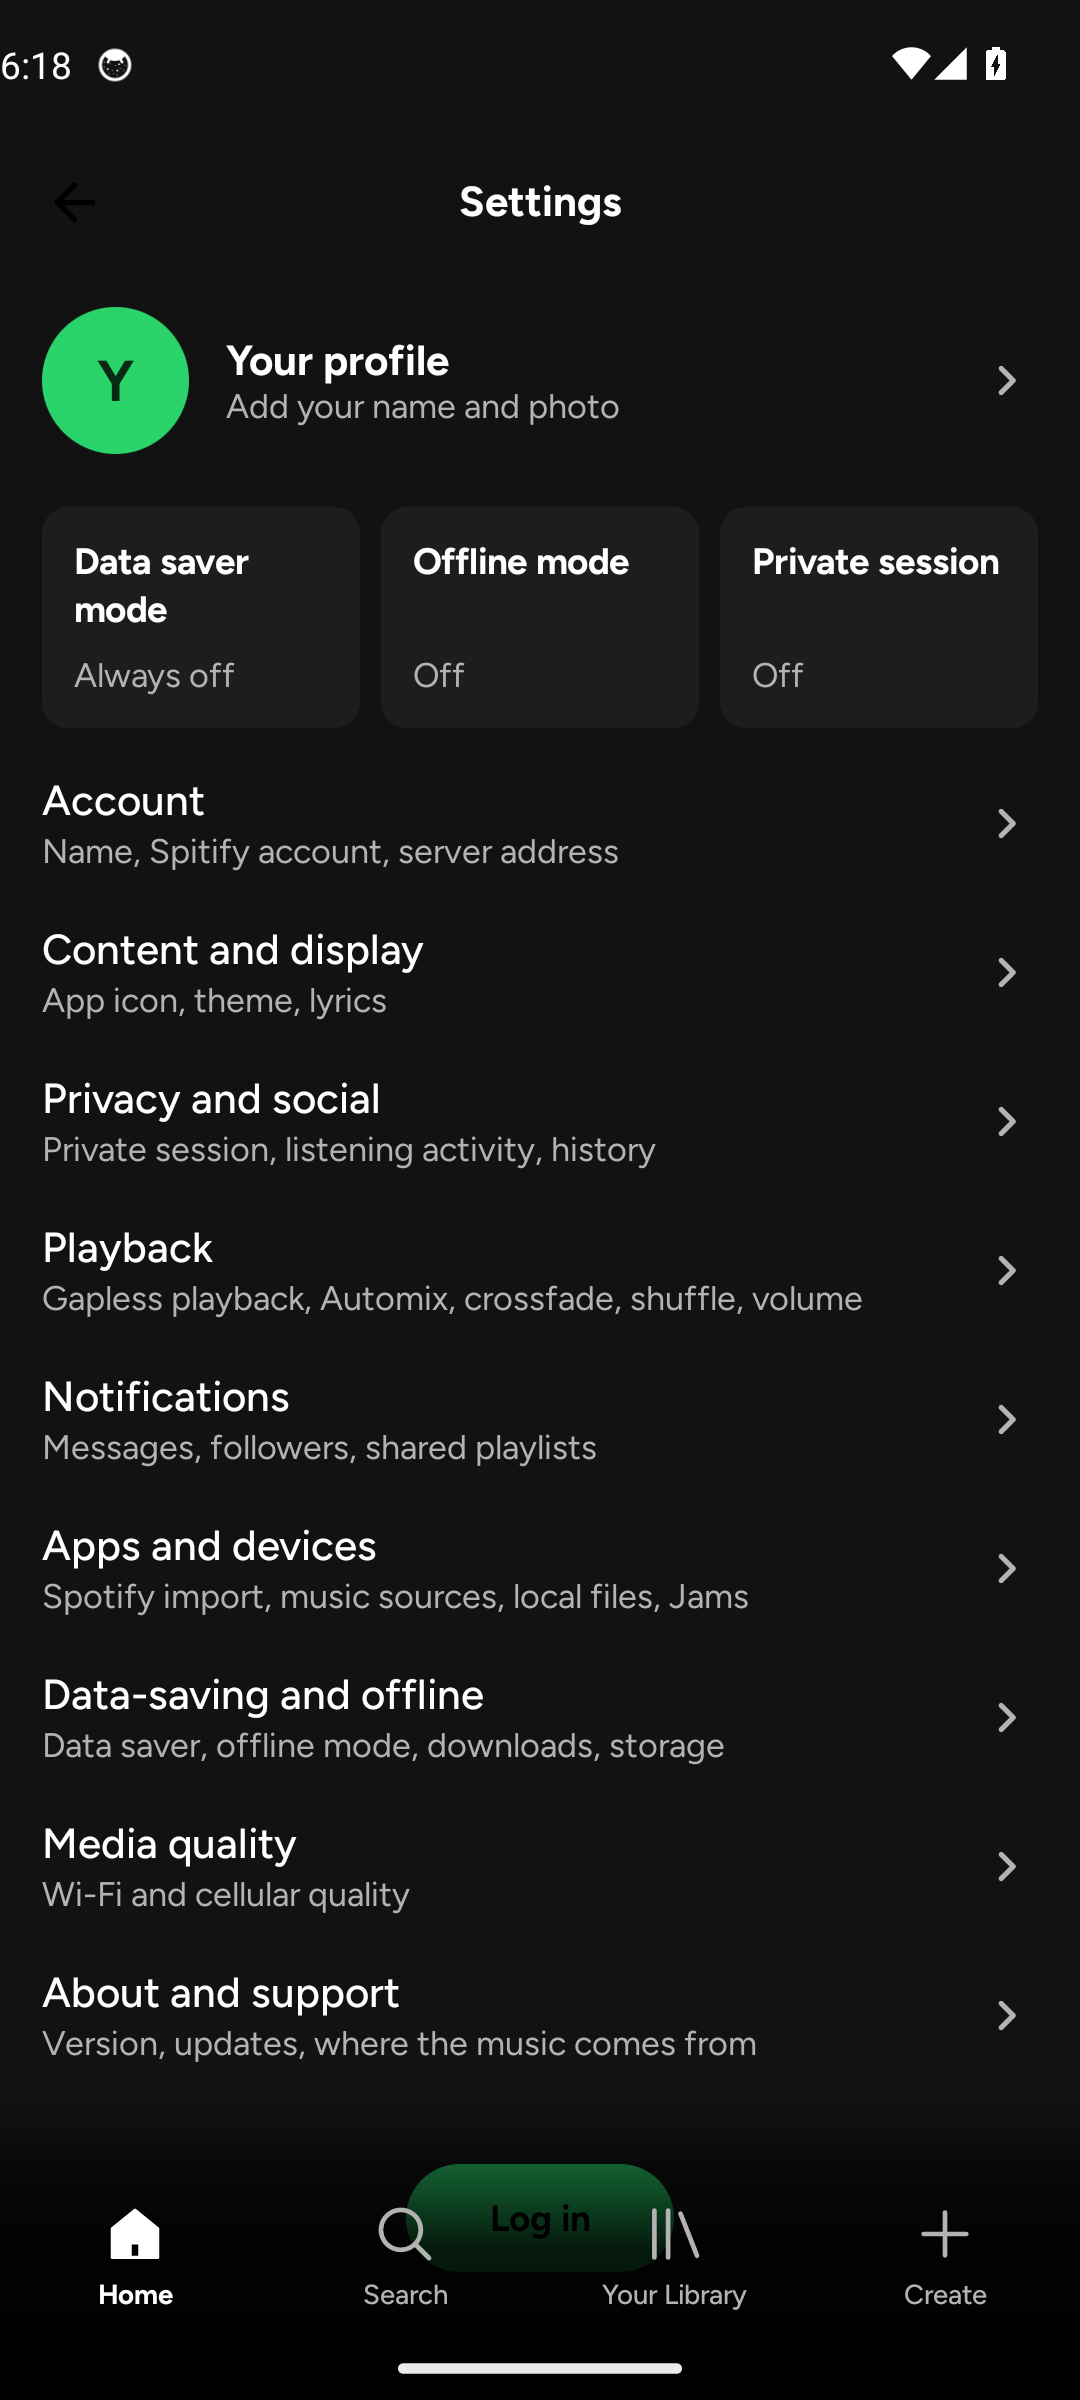 6:18
Settings
Y
Your profile
Add your name and photo
Data saver
mode
Always off
Offline mode
Off
Private session
Off
Account
Name, Spitify account, server address
Content and display
App icon, theme, lyrics
Privacy and social
Private session, listening activity, history
Playback
Gapless playback, Automix, crossfade, shuffle, volume
Notifications
Messages, followers, shared playlists
Apps and devices
Spotify import, music sources, local files, Jams
Data-saving and offline
Data saver, offline mode, downloads, storage
Media quality
Wi-Fi and cellular quality
About and support
Version, updates, where the music comes from
Log in
Home
Search
Your Library
Create